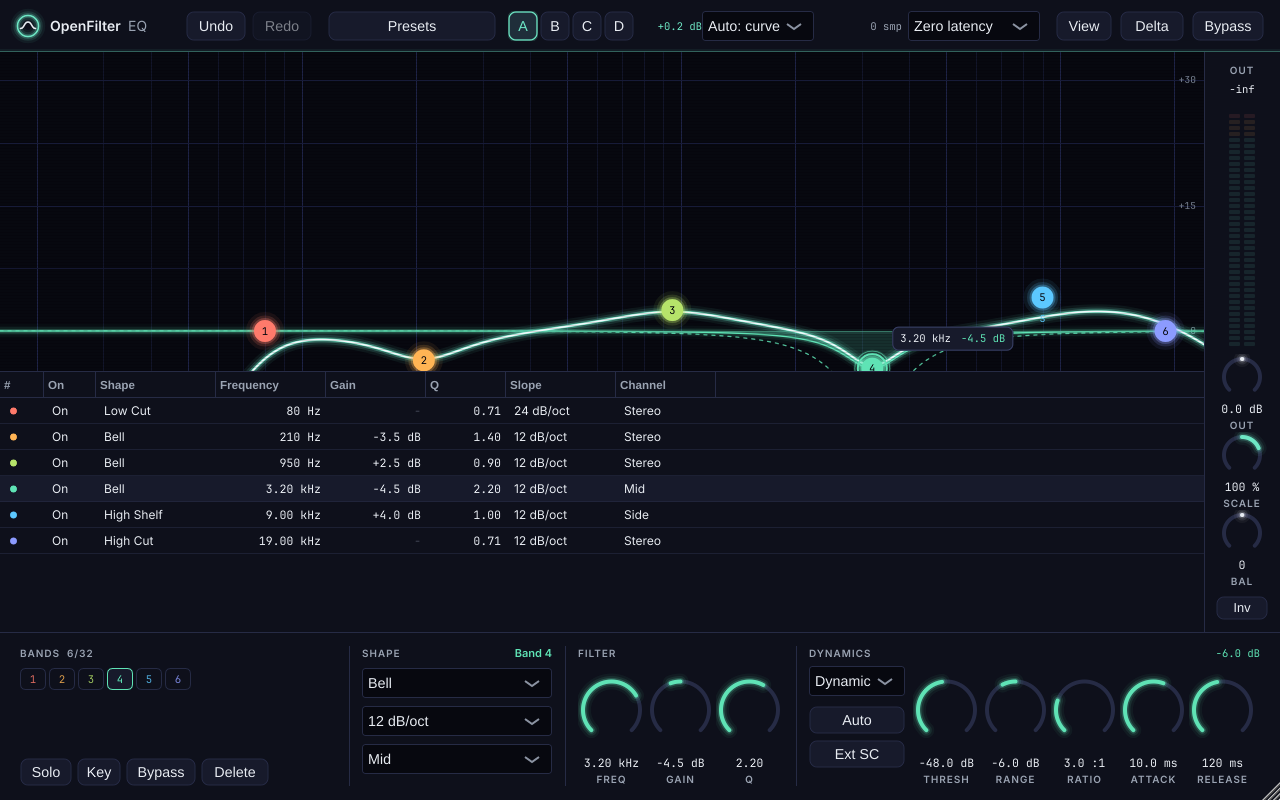 OpenFilter EQ
Undo
Redo
Presets
A
B
C
D
+0.2 dB
Auto: curve
0 smp
Zero latency
View
Delta
Bypass
+30
+15
0
1
2
3
4
5
S
6
3.20 kHz -4.5 dB
OUT
-inf
0.0 dB
OUT
100 %
SCALE
0
BAL
Inv
# On Shape Frequency Gain Q Slope Channel
On Low Cut 80 Hz - 0.71 24 dB/oct Stereo
On Bell 210 Hz -3.5 dB 1.40 12 dB/oct Stereo
On Bell 950 Hz +2.5 dB 0.90 12 dB/oct Stereo
On Bell 3.20 kHz -4.5 dB 2.20 12 dB/oct Mid
On High Shelf 9.00 kHz +4.0 dB 1.00 12 dB/oct Side
On High Cut 19.00 kHz - 0.71 12 dB/oct Stereo
BANDS 6/32
1 2 3 4 5 6
Solo
Key
Bypass
Delete
SHAPE Band 4
Bell
12 dB/oct
Mid
FILTER
3.20 kHz -4.5 dB 2.20
FREQ GAIN Q
DYNAMICS -6.0 dB
Dynamic
Auto
Ext SC
-48.0 dB -6.0 dB 3.0 :1 10.0 ms 120 ms
THRESH RANGE RATIO ATTACK RELEASE